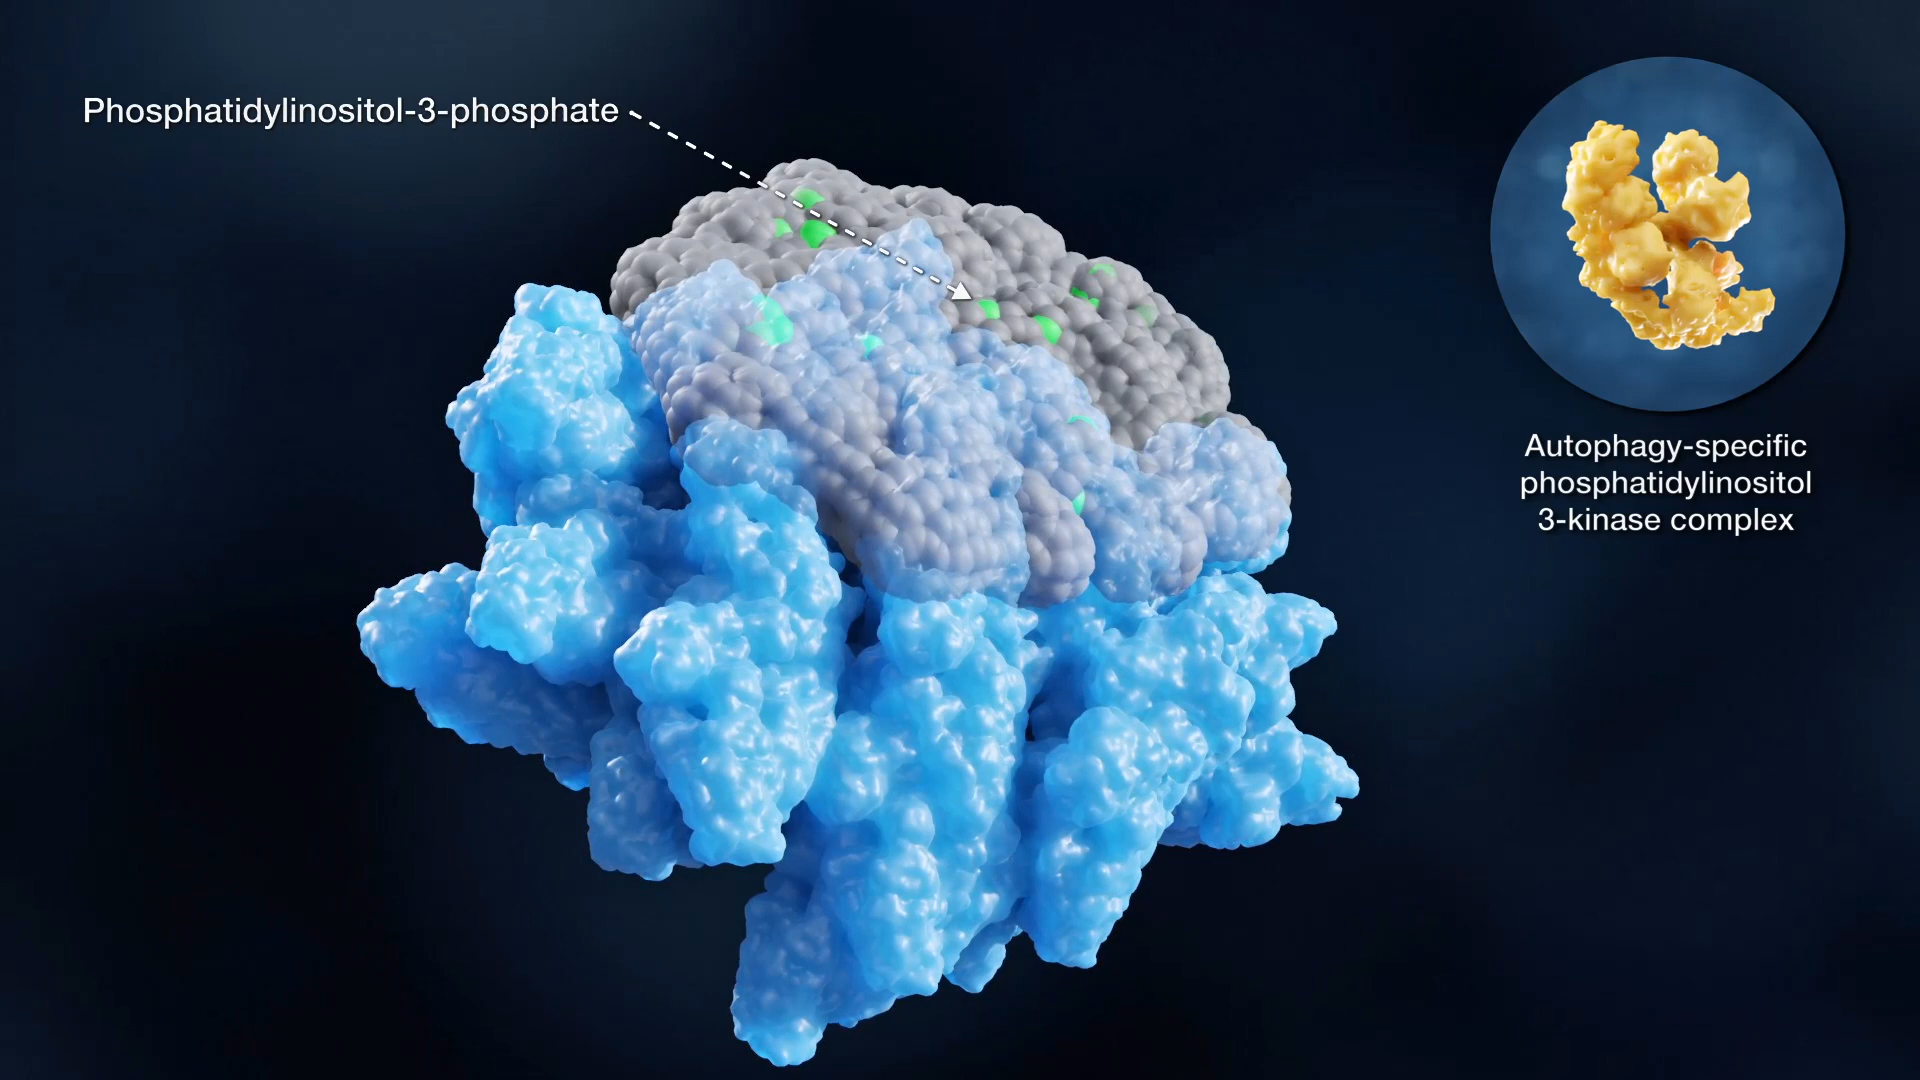 Phosphatidylinositol-3-phosphate
Autophagy-specific
phosphatidylinositol
3-kinase complex